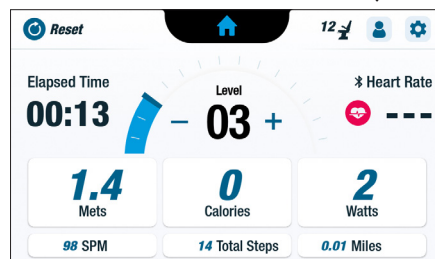 Reset
12
Elapsed Time
Level
Heart Rate
00:13
– 03 +
---
1.4
Mets
0
Calories
2
Watts
98 SPM
14 Total Steps
0.01 Miles